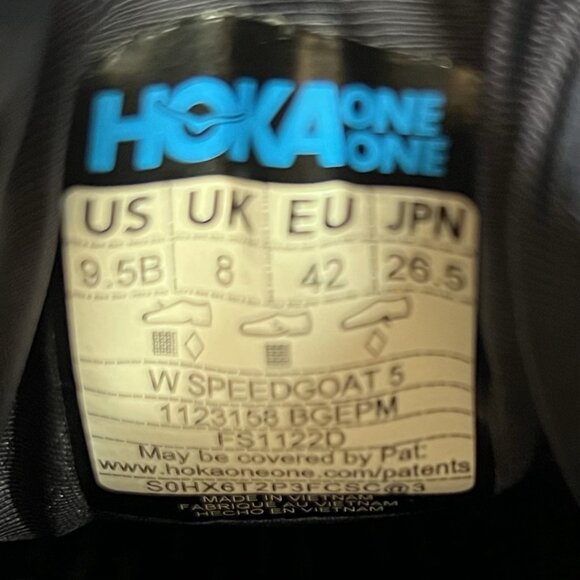 HOKA ONE ONE
US UK EU JPN
9.5B 8 42 26.5
W SPEEDGOAT 5
1123158 BGEPM
FS1122D
May be covered by Pat:
www.hokaoneone.com/patents
S0HX6T2P3FCSC@3
MADE IN VIETNAM
FABRIQUE AU VIETNAM
HECHO EN VIETNAM